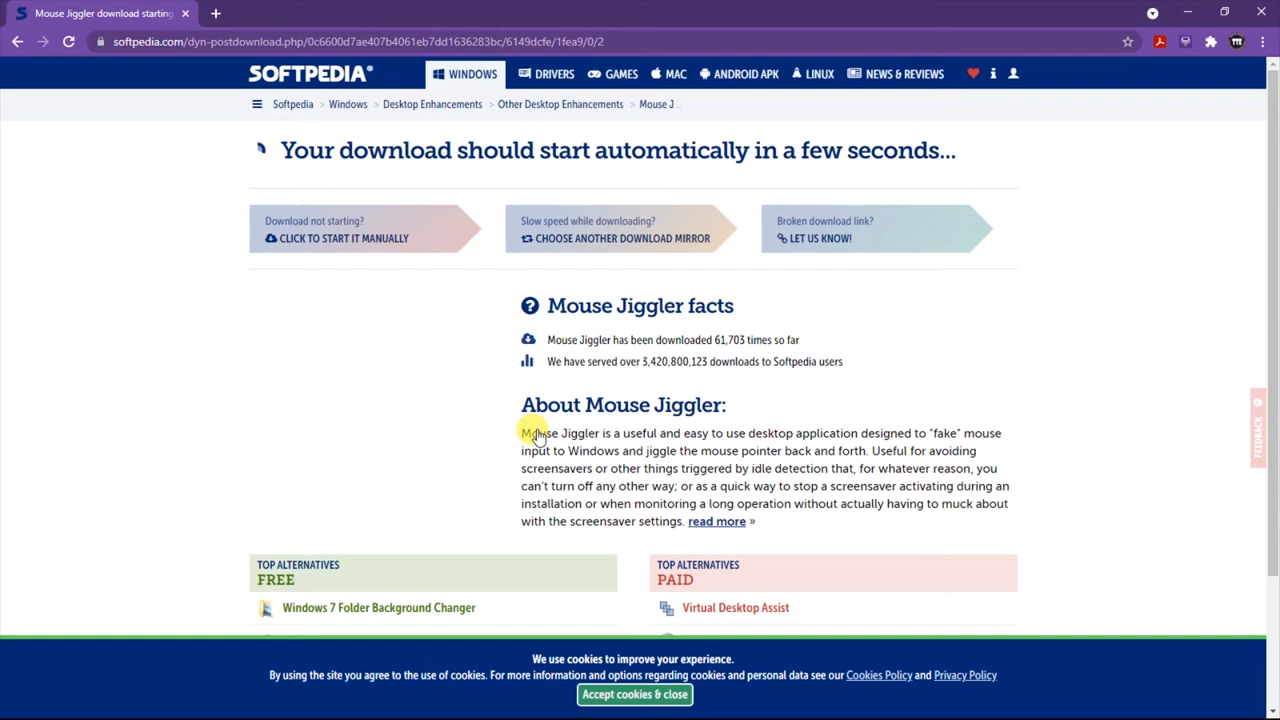 Mouse Jiggler download starting
softpedia.com/dyn-postdownload.php/0c6600d7ae407b4061eb7dd1636283bc/6149dcfe/1fea9/0/2
SOFTPEDIA®
WINDOWS
DRIVERS
GAMES
MAC
ANDROID APK
LINUX
NEWS & REVIEWS
Softpedia > Windows > Desktop Enhancements > Other Desktop Enhancements > Mouse J...
Your download should start automatically in a few seconds...
Download not starting?
CLICK TO START IT MANUALLY
Slow speed while downloading?
CHOOSE ANOTHER DOWNLOAD MIRROR
Broken download link?
LET US KNOW!
Mouse Jiggler facts
Mouse Jiggler has been downloaded 61,703 times so far
We have served over 3,420,800,123 downloads to Softpedia users
About Mouse Jiggler:
Mouse Jiggler is a useful and easy to use desktop application designed to "fake" mouse
input to Windows and jiggle the mouse pointer back and forth. Useful for avoiding
screensavers or other things triggered by idle detection that, for whatever reason, you
can't turn off any other way; or as a quick way to stop a screensaver activating during an
installation or when monitoring a long operation without actually having to muck about
with the screensaver settings. read more »
FEEDBACK
TOP ALTERNATIVES
FREE
Windows 7 Folder Background Changer
TOP ALTERNATIVES
PAID
Virtual Desktop Assist
We use cookies to improve your experience.
By using the site you agree to the use of cookies. For more information and options regarding cookies and personal data see our Cookies Policy and Privacy Policy
Accept cookies & close